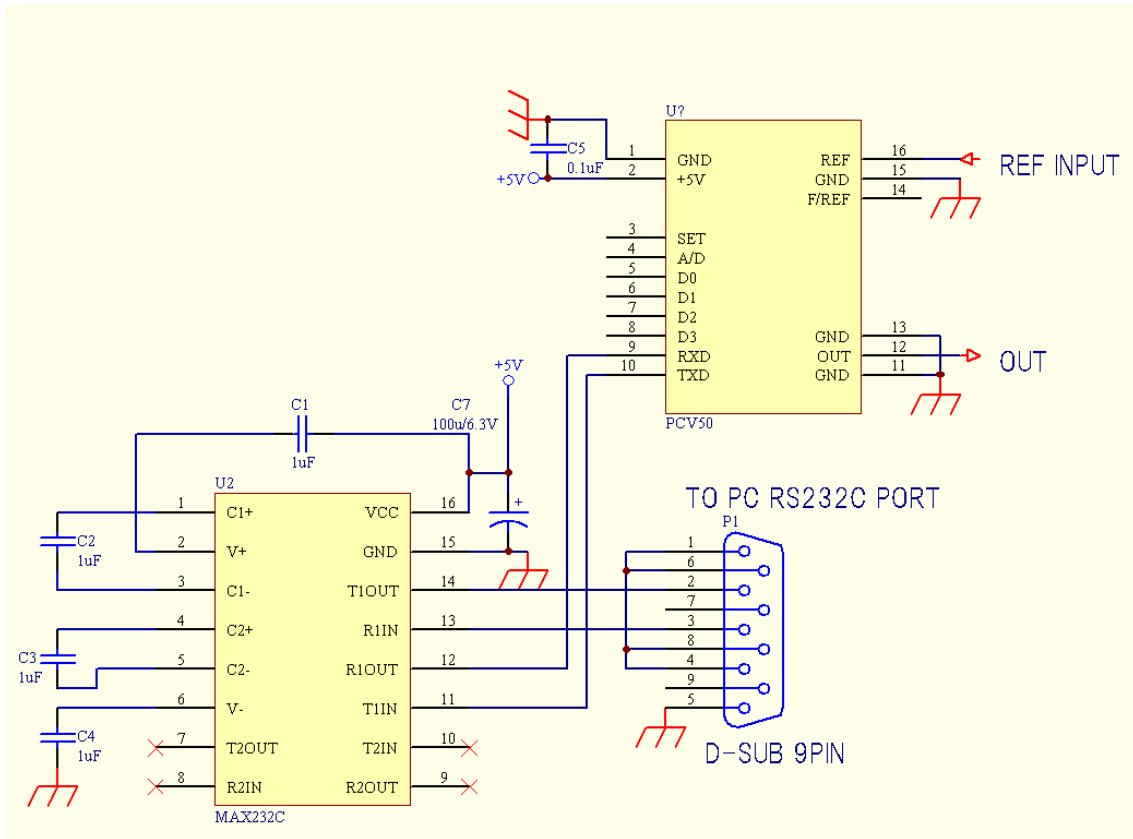 U?
C5
0.1uF
+5V
1 GND
2 +5V
3 SET
4 A/D
5 D0
6 D1
7 D2
8 D3
9 RXD
10 TXD
REF 16
GND 15
F/REF 14
GND 13
OUT 12
GND 11
REF INPUT
OUT
PCV50
+5V
C7
100u/6.3V
+
C1
1uF
U2
1 C1+
2 V+
3 C1-
4 C2+
5 C2-
6 V-
7 T2OUT
8 R2IN
VCC 16
GND 15
T1OUT 14
R1IN 13
R1OUT 12
T1IN 11
T2IN 10
R2OUT 9
MAX232C
C2
1uF
C3
1uF
C4
1uF
TO PC RS232C PORT
P1
1
6
2
7
3
8
4
9
5
D-SUB 9PIN